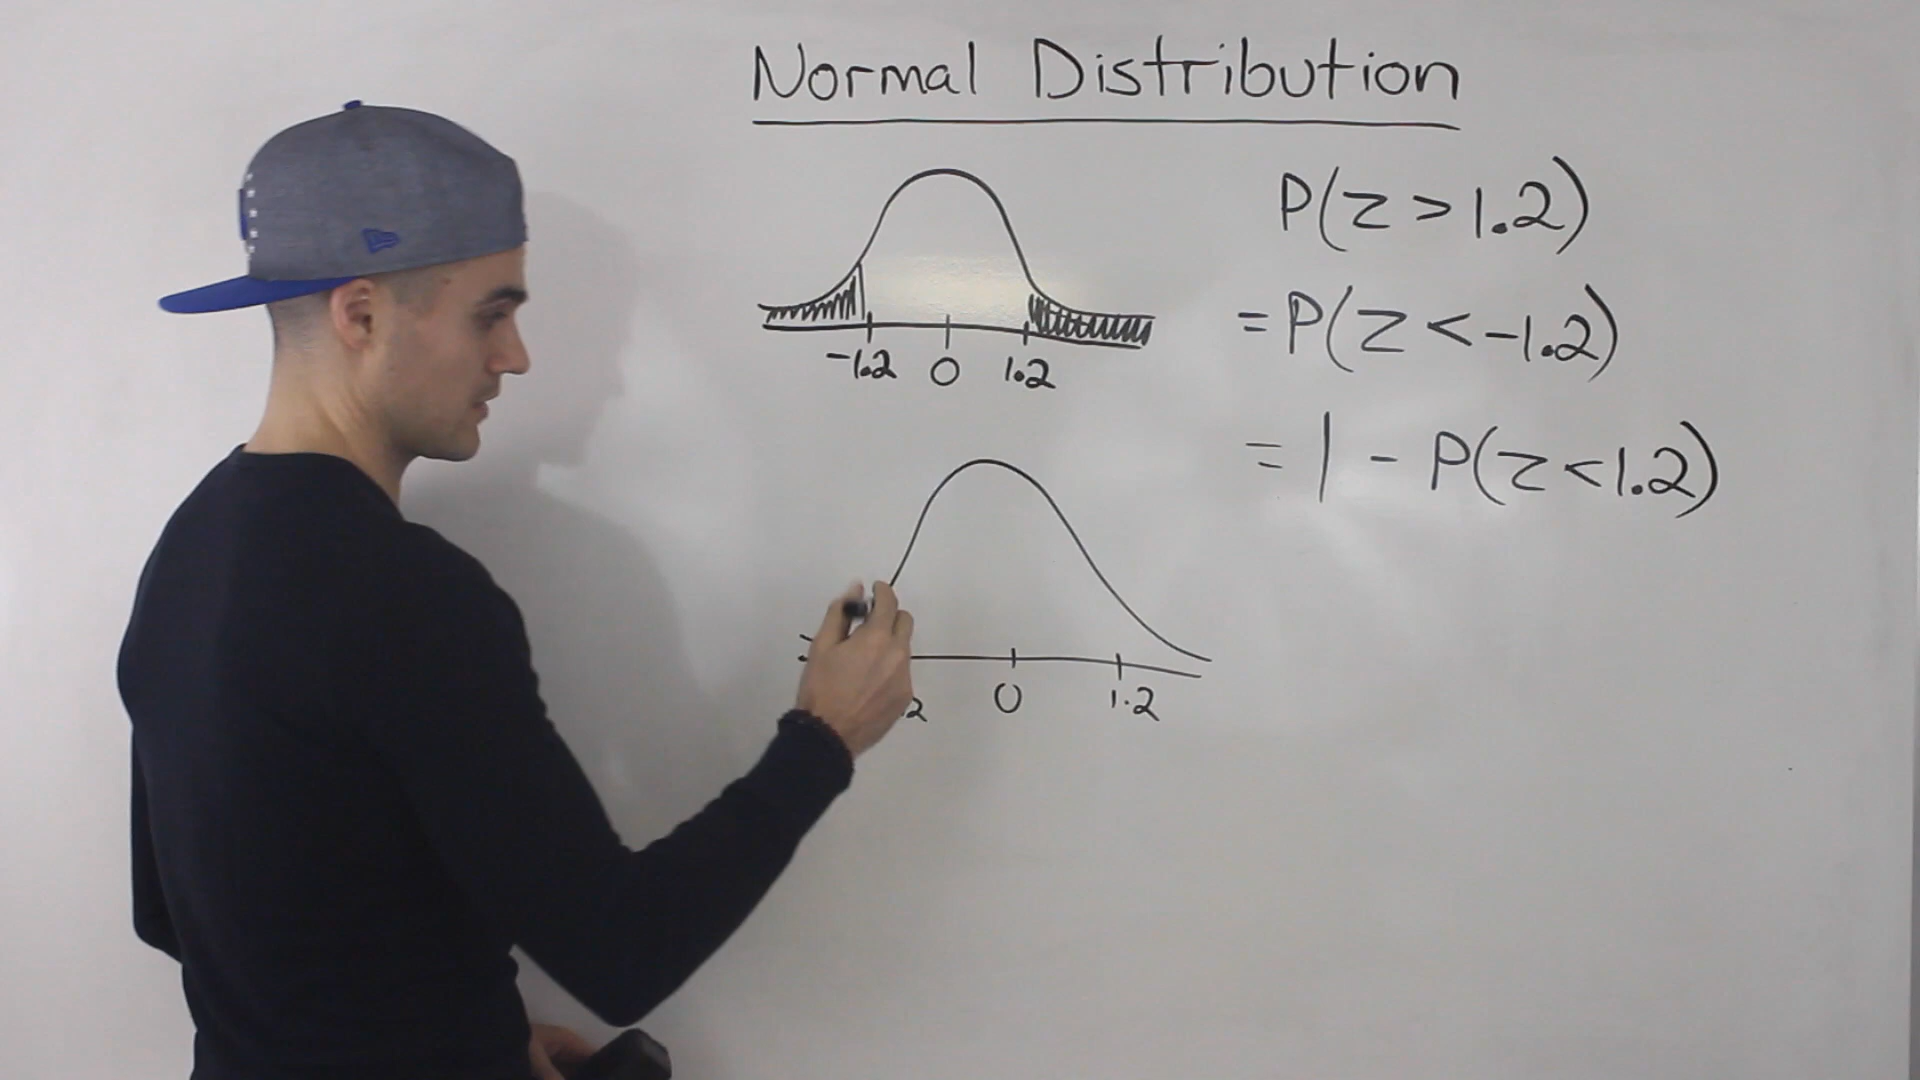 Normal Distribution
P(Z > 1.2)
= P(Z < -1.2)
= 1 - P(Z < 1.2)
-1.2 0 1.2
0 1.2